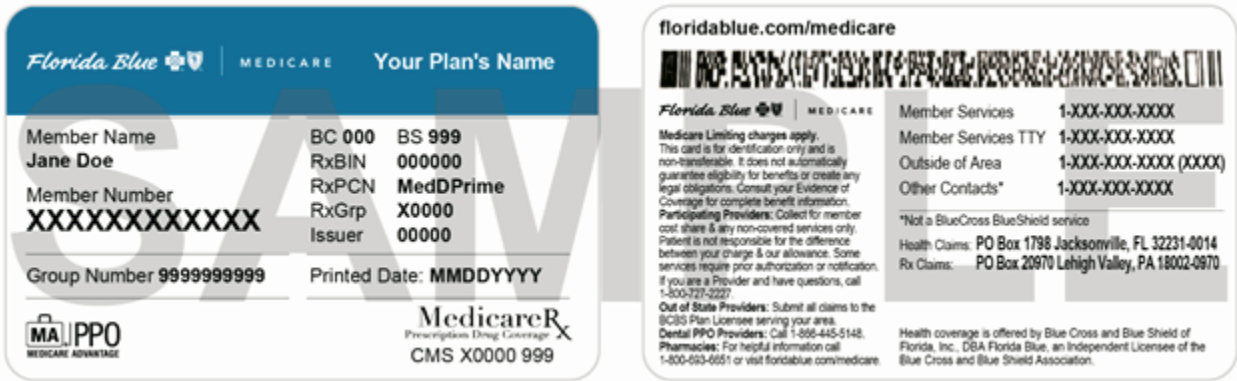 Florida Blue MEDICARE Your Plan's Name
Member Name
Jane Doe
Member Number
XXXXXXXXXXXX
BC 000 BS 999
RxBIN 000000
RxPCN MedDPrime
RxGrp X0000
Issuer 00000
Group Number 9999999999
Printed Date: MMDDYYYY
MA PPO
MEDICARE ADVANTAGE
MedicareRx
Prescription Drug Coverage
CMS X0000 999
SAMPLE
floridablue.com/medicare
Florida Blue MEDICARE
Medicare Limiting charges apply.
This card is for identification only and is
non-transferable. It does not automatically
guarantee eligibility for benefits or create any
legal obligations. Consult your Evidence of
Coverage for complete benefit information.
Participating Providers: Collect for member
cost share & any non-covered services only.
Patient is not responsible for the difference
between your charge & our allowance. Some
services require prior authorization or notification.
If you are a Provider and have questions, call
1-800-727-2227.
Out of State Providers: Submit all claims to the
BCBS Plan Licensee serving your area.
Dental PPO Providers: Call 1-866-445-5148.
Pharmacies: For helpful information call
1-800-693-6651 or visit floridablue.com/medicare.
Member Services 1-XXX-XXX-XXXX
Member Services TTY 1-XXX-XXX-XXXX
Outside of Area 1-XXX-XXX-XXXX (XXXX)
Other Contacts* 1-XXX-XXX-XXXX
*Not a BlueCross BlueShield service
Health Claims: PO Box 1798 Jacksonville, FL 32231-0014
Rx Claims: PO Box 20970 Lehigh Valley, PA 18002-0970
Health coverage is offered by Blue Cross and Blue Shield of
Florida, Inc., DBA Florida Blue, an Independent Licensee of the
Blue Cross and Blue Shield Association.